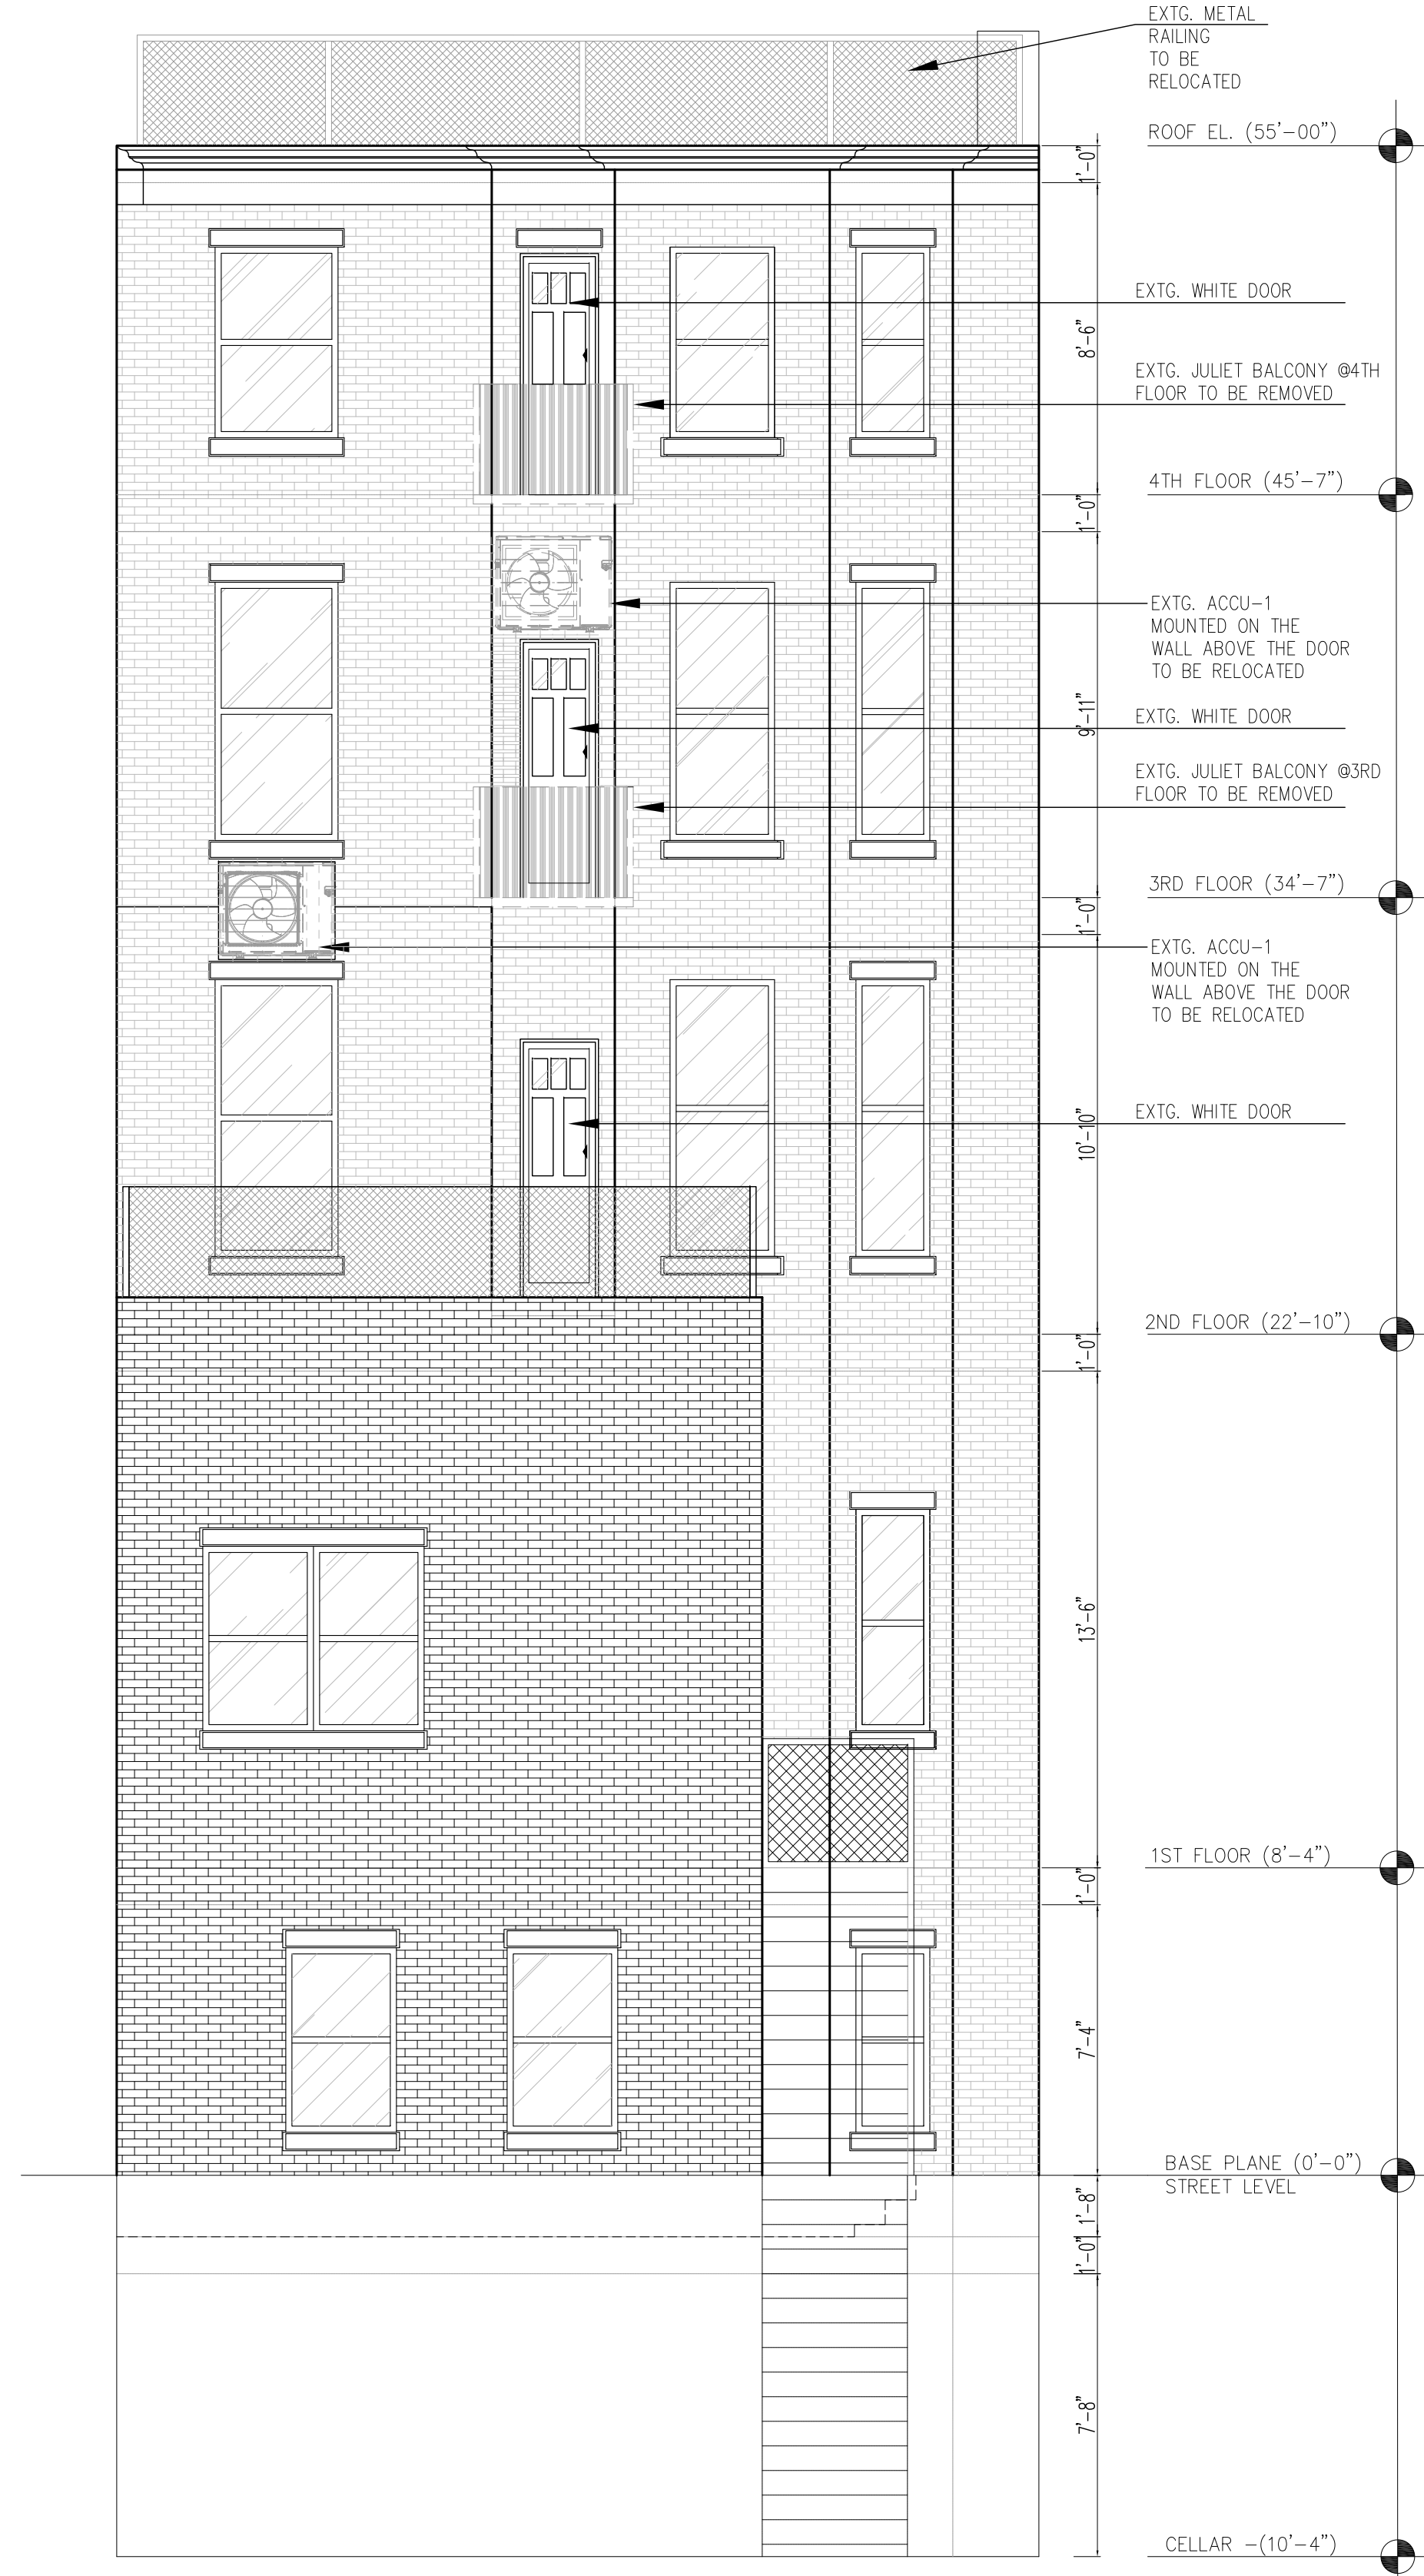 EXTG. METAL
RAILING
TO BE
RELOCATED
ROOF EL. (55'-00")
1'-0"
EXTG. WHITE DOOR
8'-6"
EXTG. JULIET BALCONY @4TH
FLOOR TO BE REMOVED
4TH FLOOR (45'-7")
1'-0"
EXTG. ACCU-1
MOUNTED ON THE
WALL ABOVE THE DOOR
TO BE RELOCATED
9'-11"
EXTG. WHITE DOOR
EXTG. JULIET BALCONY @3RD
FLOOR TO BE REMOVED
3RD FLOOR (34'-7")
1'-0"
EXTG. ACCU-1
MOUNTED ON THE
WALL ABOVE THE DOOR
TO BE RELOCATED
EXTG. WHITE DOOR
10'-10"
2ND FLOOR (22'-10")
1'-0"
13'-6"
1ST FLOOR (8'-4")
1'-0"
7'-4"
BASE PLANE (0'-0")
STREET LEVEL
1'-8"
1'-0"
7'-8"
CELLAR -(10'-4")